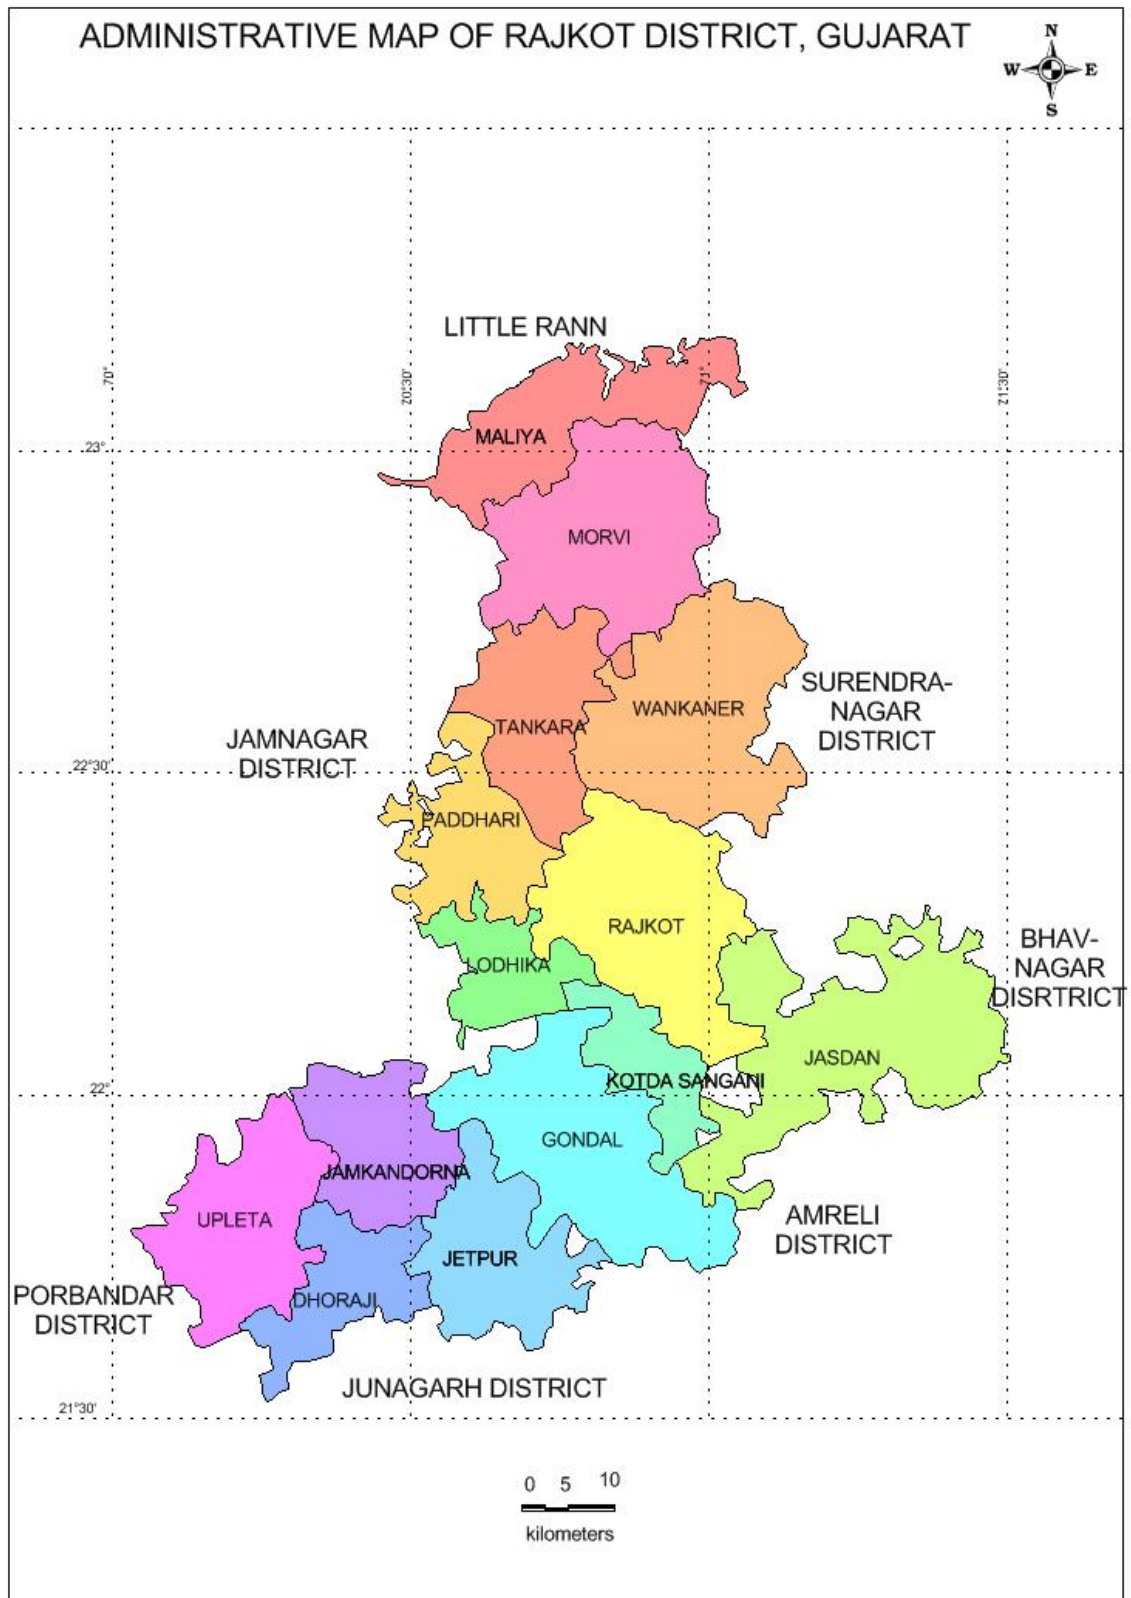 ADMINISTRATIVE MAP OF RAJKOT DISTRICT, GUJARAT
N
W E
S
LITTLE RANN
70°
70°30'
71°
71°30'
MALIYA
23°
MORVI
SURENDRA-
NAGAR
DISTRICT
WANKANER
TANKARA
JAMNAGAR
DISTRICT
22°30'
PADDHARI
RAJKOT
BHAV-
NAGAR
DISRTRICT
LODHIKA
JASDAN
KOTDA SANGANI
22°
GONDAL
JAMKANDORNA
UPLETA
AMRELI
DISTRICT
JETPUR
PORBANDAR
DISTRICT
DHORAJI
JUNAGARH DISTRICT
21°30'
0 5 10
kilometers